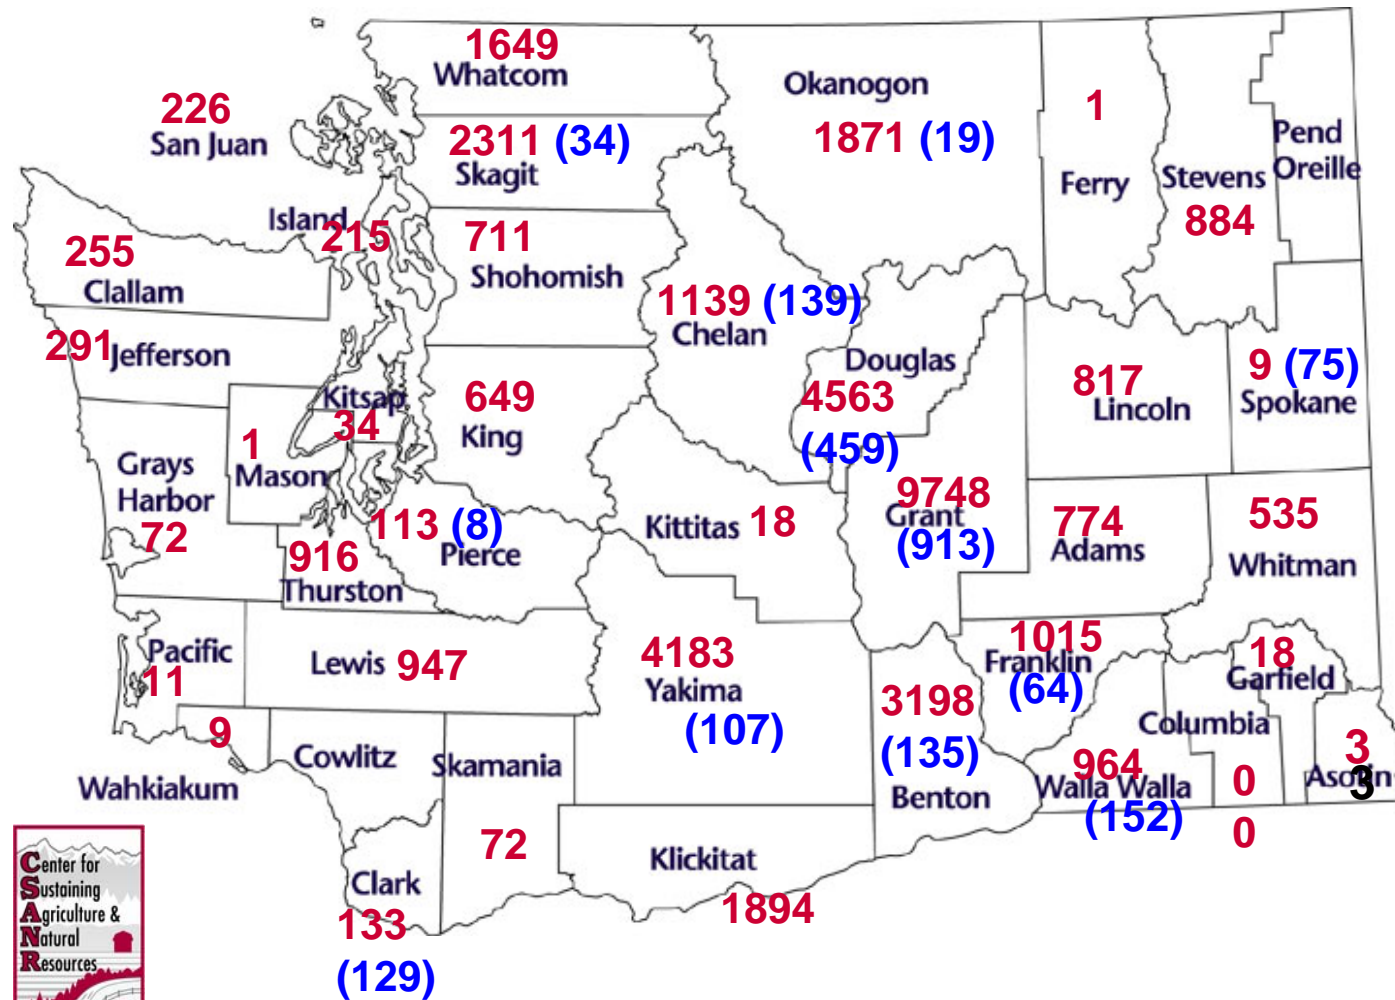 1649
Whatcom
Okanogon
226
San Juan
2311 (34)
Skagit
1871 (19)
1
Ferry
Stevens
884
Pend
Oreille
Island
215
255
Clallam
711
Shohomish
1139 (139)
Chelan
291
Jefferson
Douglas
4563
(459)
817
Lincoln
9 (75)
Spokane
Kitsap
34
649
King
1
Mason
Grays
Harbor
72
9748
Grant
(913)
774
Adams
535
Whitman
113 (8)
Pierce
Kittitas 18
916
Thurston
Pacific
11
Lewis 947
4183
Yakima
(107)
1015
Franklin
(64)
18
Garfield
3198
(135)
Benton
Columbia
0
0
964
Walla Walla
(152)
3
3
9
Wahkiakum
Cowlitz
Skamania
72
Klickitat
1894
Clark
133
(129)
Center for
Sustaining
Agriculture &
Natural
Resources